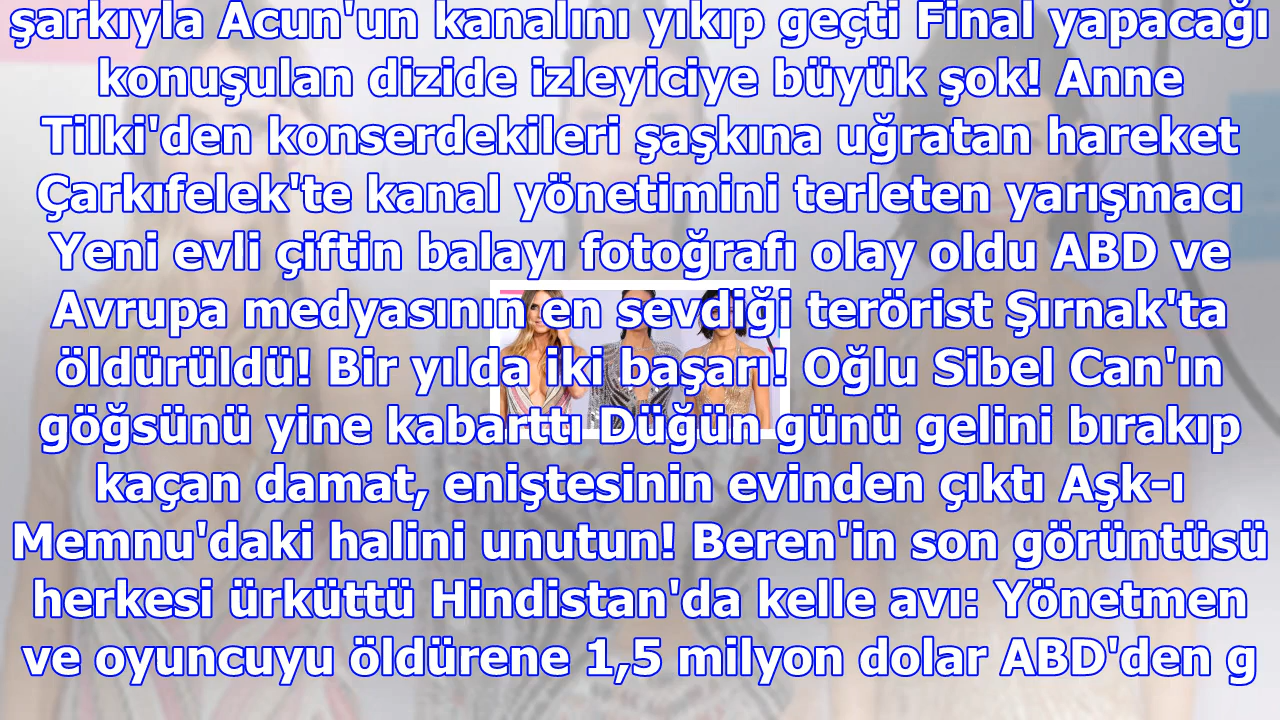 şarkıyla Acun'un kanalını yıkıp geçti Final yapacağı
konuşulan dizide izleyiciye büyük şok! Anne
Tilki'den konserdekileri şaşkına uğratan hareket
Çarkıfelek'te kanal yönetimini terleten yarışmacı
Yeni evli çiftin balayı fotoğrafı olay oldu ABD ve
Avrupa medyasının en sevdiği terörist Şırnak'ta
öldürüldü! Bir yılda iki başarı! Oğlu Sibel Can'ın
göğsünü yine kabarttı Düğün günü gelini bırakıp
kaçan damat, eniştesinin evinden çıktı Aşk-ı
Memnu'daki halini unutun! Beren'in son görüntüsü
herkesi ürküttü Hindistan'da kelle avı: Yönetmen
ve oyuncuyu öldürene 1,5 milyon dolar ABD'den g